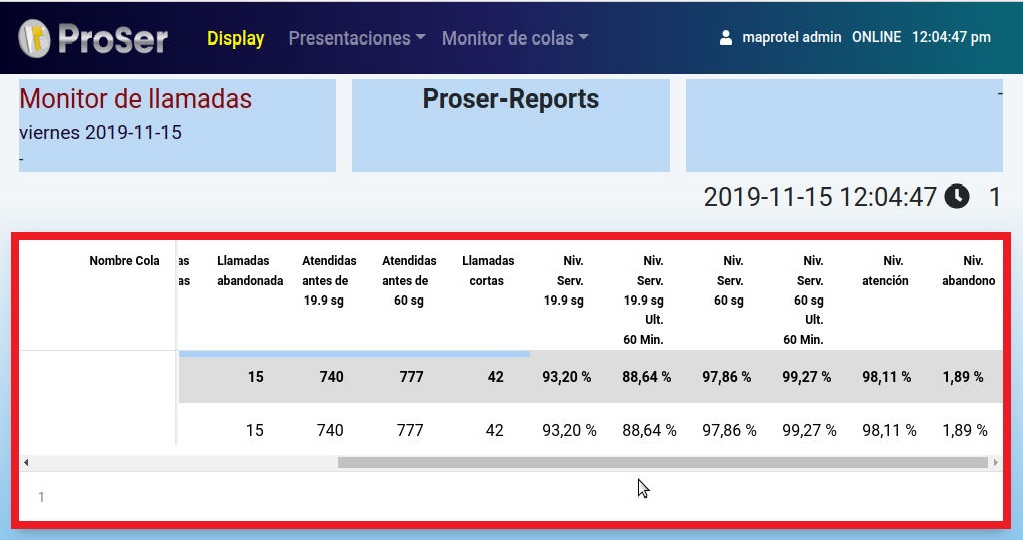 ProSer Display Presentaciones Monitor de colas maprotel admin ONLINE 12:04:47 pm
Monitor de llamadas Proser-Reports -
viernes 2019-11-15
-
2019-11-15 12:04:47 1
Nombre Cola as Llamadas Atendidas Atendidas Llamadas Niv. Niv. Niv. Niv. Niv. Niv.
as abandonada antes de antes de cortas Serv. Serv. Serv. Serv. atención abandono
19.9 sg 60 sg 19.9 sg 19.9 sg 60 sg 60 sg
Ult. Ult.
60 Min. 60 Min.
15 740 777 42 93,20 % 88,64 % 97,86 % 99,27 % 98,11 % 1,89 %
15 740 777 42 93,20 % 88,64 % 97,86 % 99,27 % 98,11 % 1,89 %
1